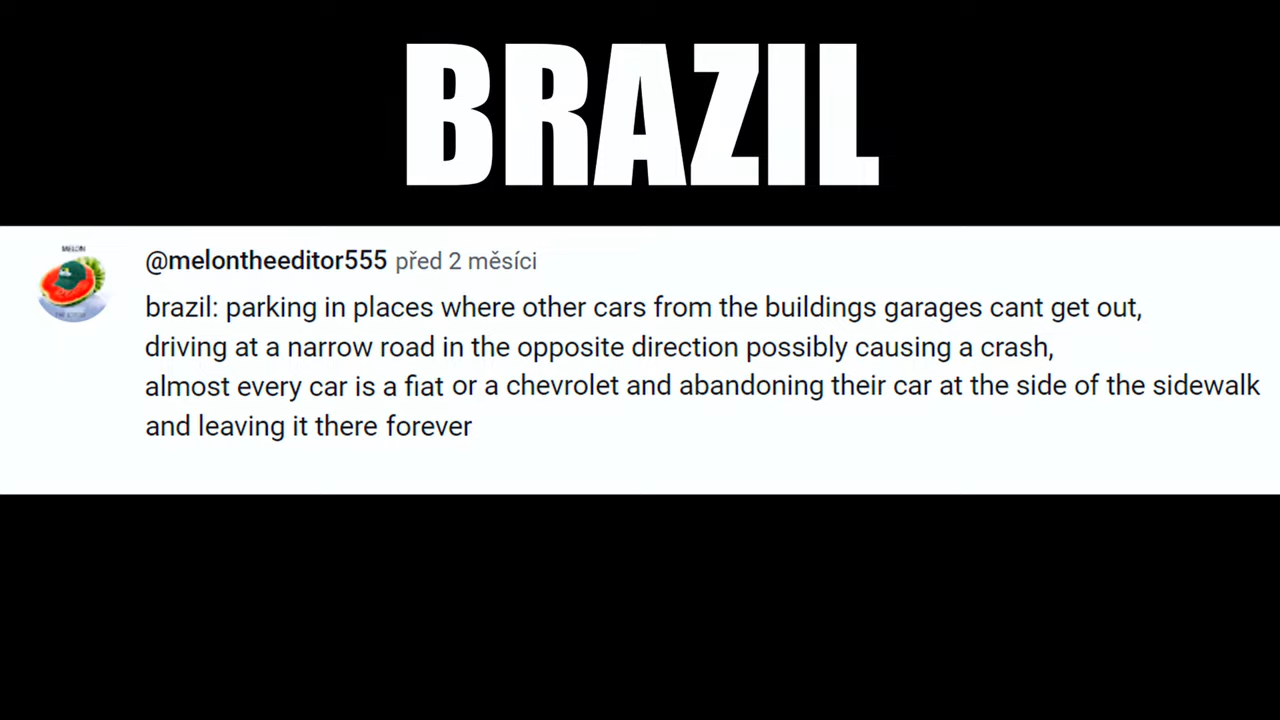 BRAZIL
MELON
@melontheeditor555 před 2 měsíci
brazil: parking in places where other cars from the buildings garages cant get out,
driving at a narrow road in the opposite direction possibly causing a crash,
almost every car is a fiat or a chevrolet and abandoning their car at the side of the sidewalk
and leaving it there forever